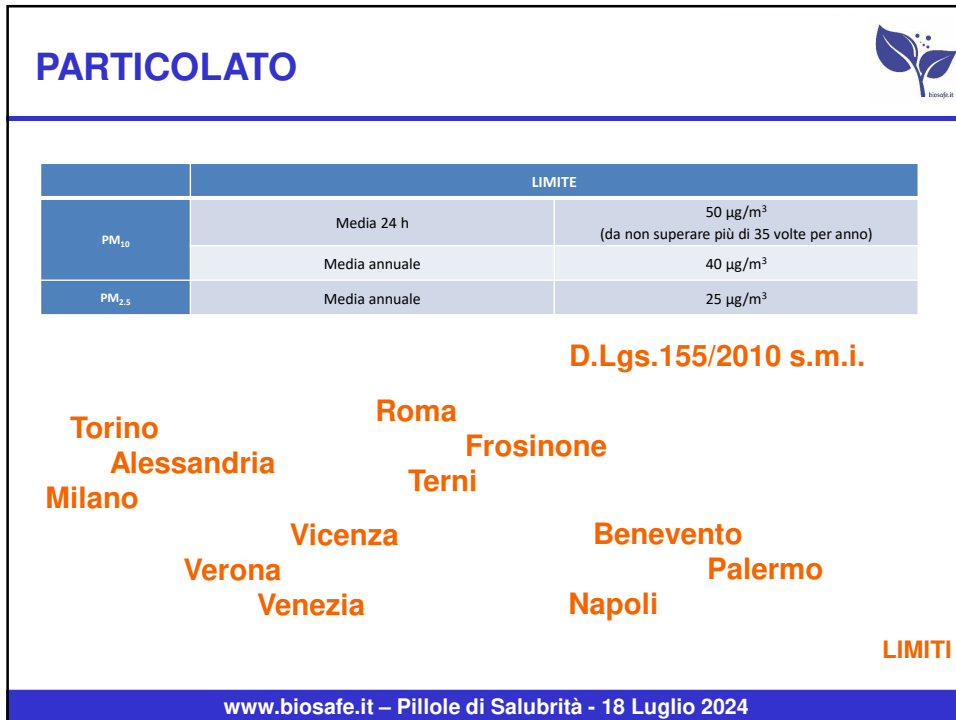 PARTICOLATO
biosafe.it
LIMITE
PM₁₀
Media 24 h
50 µg/m³
(da non superare più di 35 volte per anno)
Media annuale
40 µg/m³
PM₂.₅
Media annuale
25 µg/m³
D.Lgs.155/2010 s.m.i.
Roma
Torino
Frosinone
Alessandria
Terni
Milano
Vicenza
Benevento
Verona
Palermo
Venezia
Napoli
LIMITI
www.biosafe.it – Pillole di Salubrità - 18 Luglio 2024